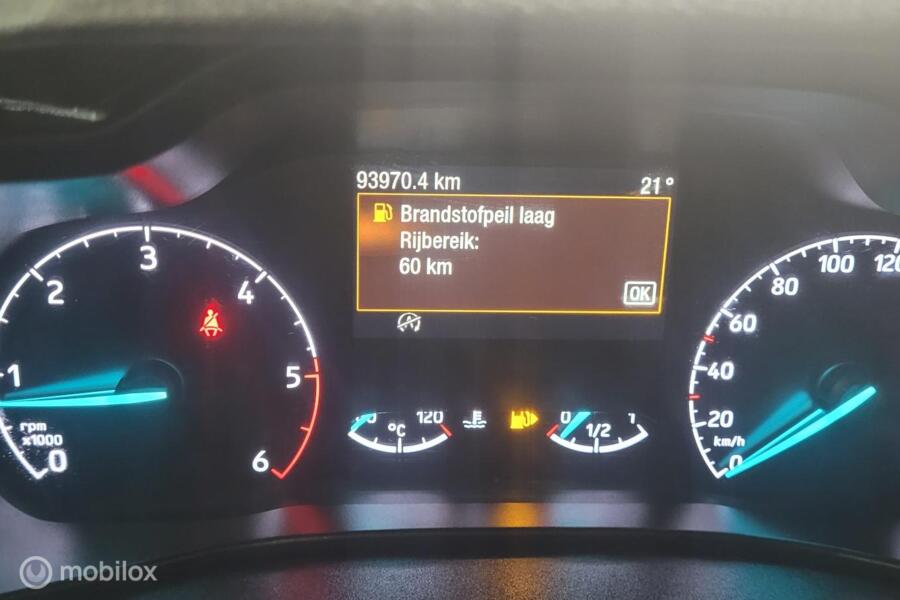 93970.4 km
21°
Brandstofpeil laag
Rijbereik:
60 km
OK
0
1
2
3
4
5
6
rpm
x1000
120
°C
0
1/2
1
0
20
40
60
80
100
120
km/h
mobilox